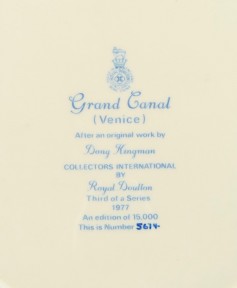 Grand Canal
(Venice)
After an original work by
Dong Kingman
COLLECTORS INTERNATIONAL
BY
Royal Doulton
Third of a Series
1977
An edition of 15,000
This is Number 5674